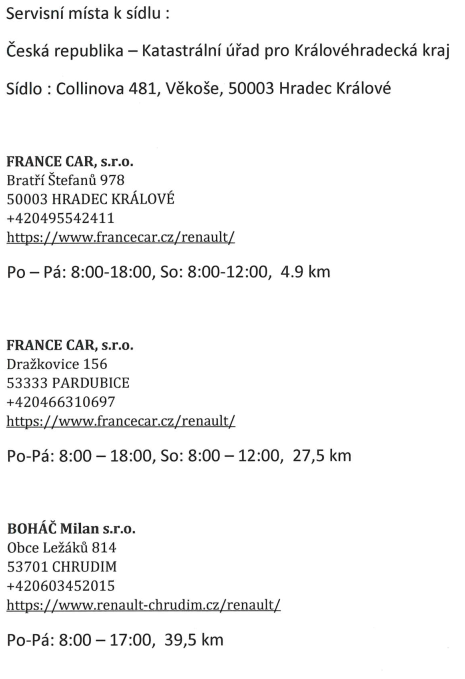 Servisní místa k sídlu :
Česká republika – Katastrální úřad pro Královéhradecká kraj
Sídlo : Collinova 481, Věkoše, 50003 Hradec Králové
FRANCE CAR, s.r.o.
Bratří Štefanů 978
50003 HRADEC KRÁLOVÉ
+420495542411
https://www.francecar.cz/renault/
Po – Pá: 8:00-18:00, So: 8:00-12:00,  4.9 km
FRANCE CAR, s.r.o.
Dražkovice 156
53333 PARDUBICE
+420466310697
https://www.francecar.cz/renault/
Po-Pá: 8:00 – 18:00, So: 8:00 – 12:00,  27,5 km
BOHÁČ Milan s.r.o.
Obce Ležáků 814
53701 CHRUDIM
+420603452015
https://www.renault-chrudim.cz/renault/
Po-Pá: 8:00 – 17:00,  39,5 km